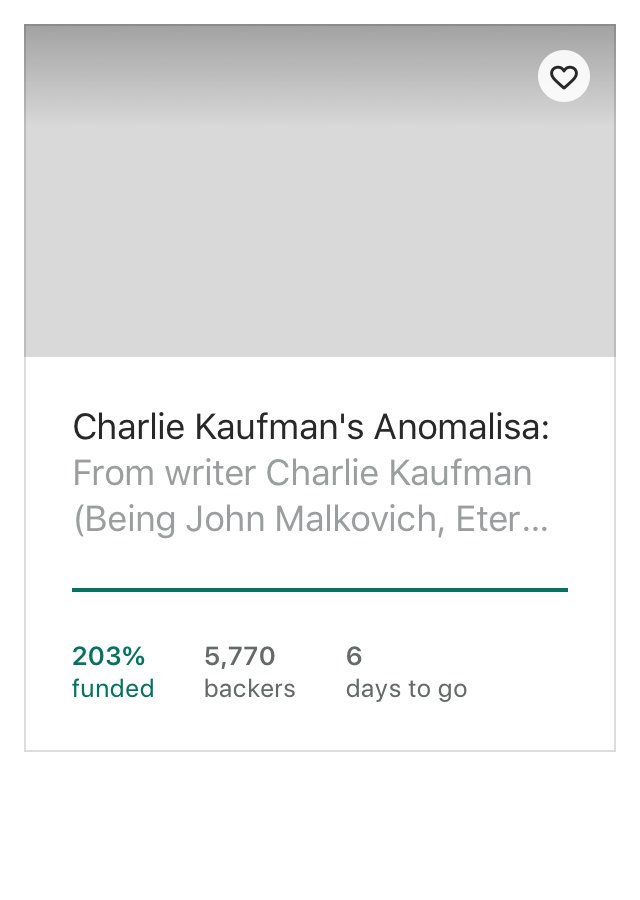 Charlie Kaufman's Anomalisa:
From writer Charlie Kaufman
(Being John Malkovich, Eter…
203% 5,770 6
funded backers days to go